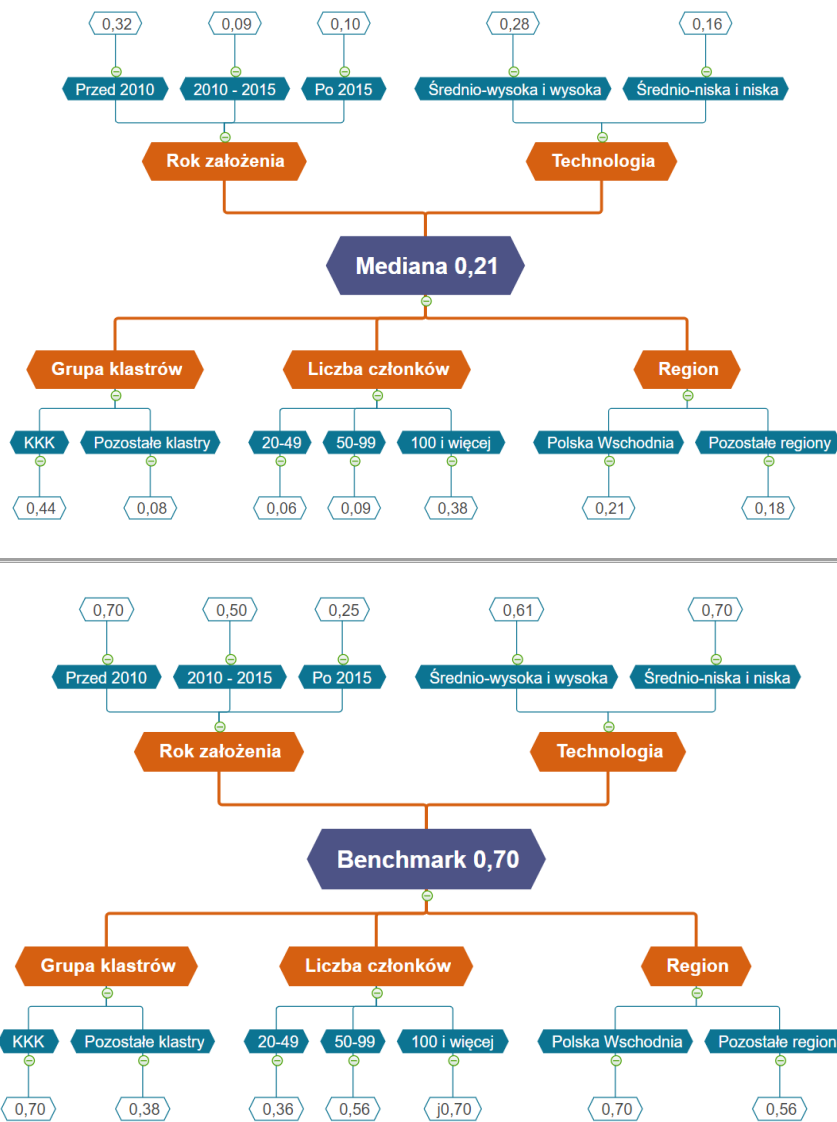 0,32 0,09 0,10 0,28 0,16
Przed 2010 2010 - 2015 Po 2015 Średnio-wysoka i wysoka Średnio-niska i niska
Rok założenia Technologia
Mediana 0,21
Grupa klastrów Liczba członków Region
KKK Pozostałe klastry 20-49 50-99 100 i więcej Polska Wschodnia Pozostałe regiony
0,44 0,08 0,06 0,09 0,38 0,21 0,18
0,70 0,50 0,25 0,61 0,70
Przed 2010 2010 - 2015 Po 2015 Średnio-wysoka i wysoka Średnio-niska i niska
Rok założenia Technologia
Benchmark 0,70
Grupa klastrów Liczba członków Region
KKK Pozostałe klastry 20-49 50-99 100 i więcej Polska Wschodnia Pozostałe region
0,70 0,38 0,36 0,56 j0,70 0,70 0,56